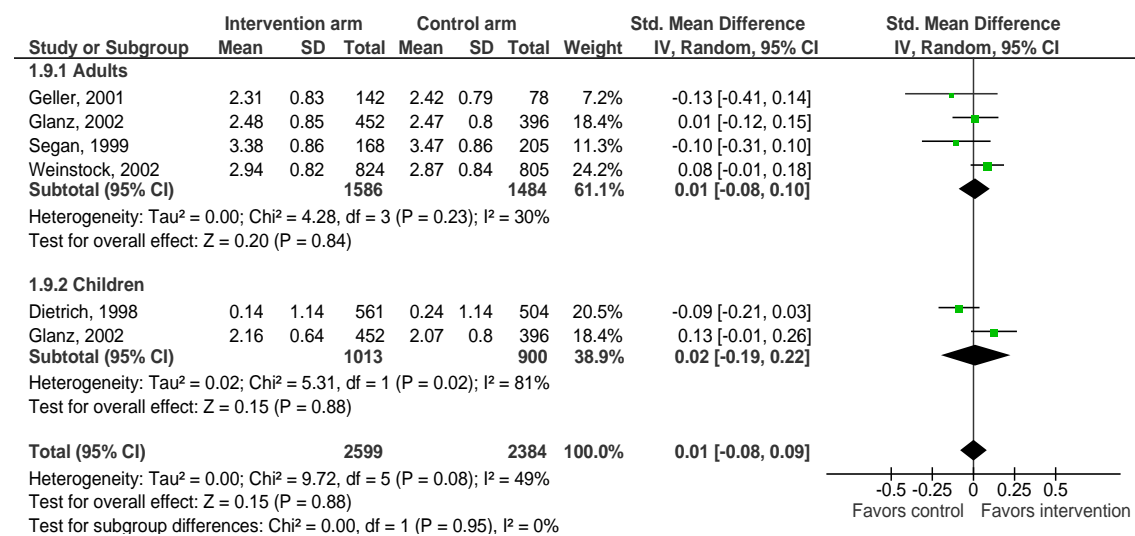 Intervention arm Control arm Std. Mean Difference Std. Mean Difference
Study or Subgroup Mean SD Total Mean SD Total Weight IV, Random, 95% CI IV, Random, 95% CI
1.9.1 Adults
Geller, 2001 2.31 0.83 142 2.42 0.79 78 7.2% -0.13 [-0.41, 0.14]
Glanz, 2002 2.48 0.85 452 2.47 0.8 396 18.4% 0.01 [-0.12, 0.15]
Segan, 1999 3.38 0.86 168 3.47 0.86 205 11.3% -0.10 [-0.31, 0.10]
Weinstock, 2002 2.94 0.82 824 2.87 0.84 805 24.2% 0.08 [-0.01, 0.18]
Subtotal (95% CI) 1586 1484 61.1% 0.01 [-0.08, 0.10]
Heterogeneity: Tau² = 0.00; Chi² = 4.28, df = 3 (P = 0.23); I² = 30%
Test for overall effect: Z = 0.20 (P = 0.84)
1.9.2 Children
Dietrich, 1998 0.14 1.14 561 0.24 1.14 504 20.5% -0.09 [-0.21, 0.03]
Glanz, 2002 2.16 0.64 452 2.07 0.8 396 18.4% 0.13 [-0.01, 0.26]
Subtotal (95% CI) 1013 900 38.9% 0.02 [-0.19, 0.22]
Heterogeneity: Tau² = 0.02; Chi² = 5.31, df = 1 (P = 0.02); I² = 81%
Test for overall effect: Z = 0.15 (P = 0.88)
Total (95% CI) 2599 2384 100.0% 0.01 [-0.08, 0.09]
Heterogeneity: Tau² = 0.00; Chi² = 9.72, df = 5 (P = 0.08); I² = 49%
Test for overall effect: Z = 0.15 (P = 0.88)
Test for subgroup differences: Chi² = 0.00, df = 1 (P = 0.95), I² = 0%
-0.5 -0.25 0 0.25 0.5
Favors control Favors intervention